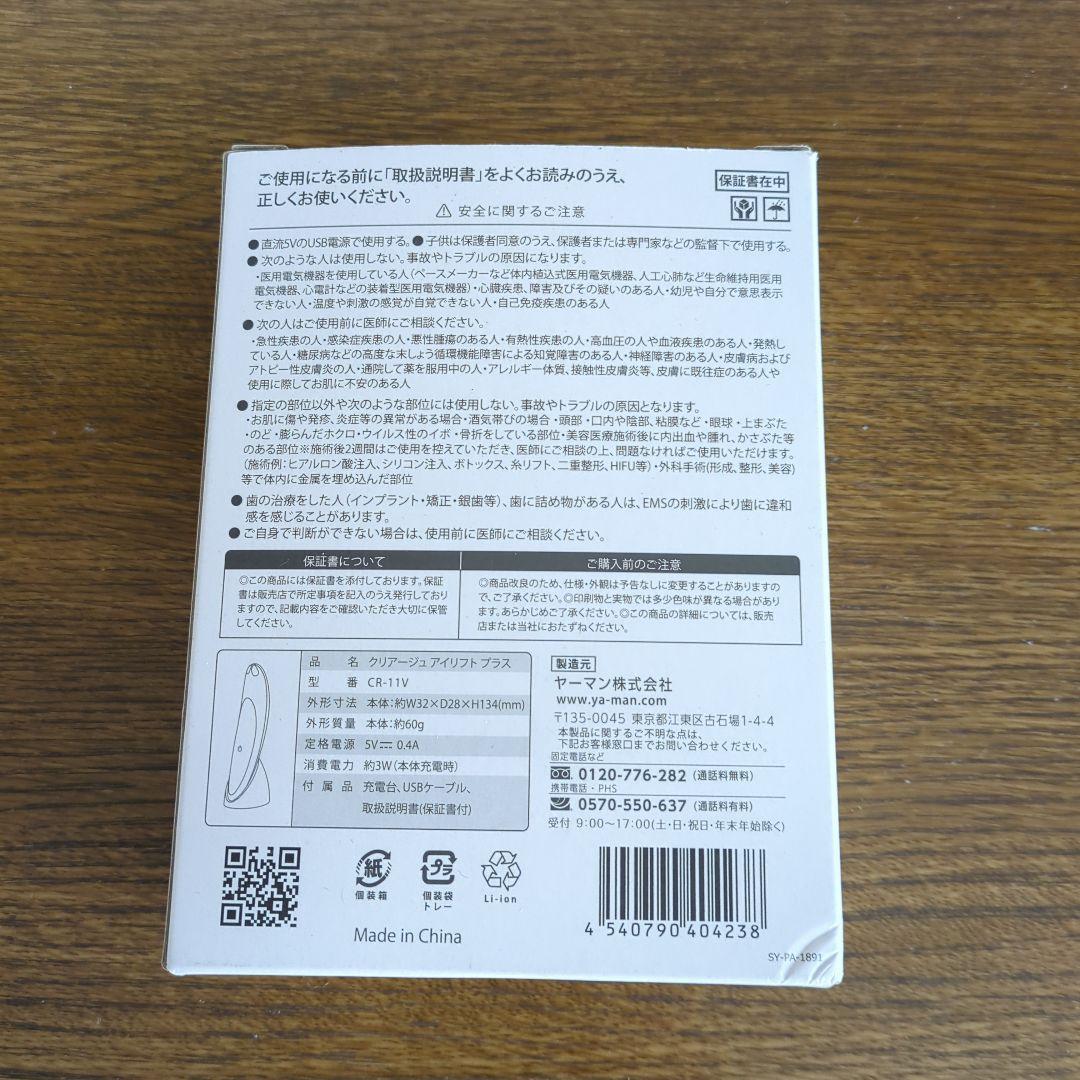 ご使用になる前に「取扱説明書」をよくお読みのうえ、
正しくお使いください。
保証書在中
⚠ 安全に関するご注意
●直流5VのUSB電源で使用する。●子供は保護者同意のうえ、保護者または専門家などの監督下で使用する。
●次のような人は使用しない。事故やトラブルの原因になります。
・医用電気機器を使用している人(ペースメーカーなど体内植込式医用電気機器、人工心肺など生命維持用医用
電気機器、心電計などの装着型医用電気機器)・心臓疾患、障害及びその疑いのある人・幼児や自分で意思表示
できない人・温度や刺激の感覚が自覚できない人・自己免疫疾患のある人
●次の人はご使用前に医師にご相談ください。
・急性疾患の人・感染症疾患の人・悪性腫瘍のある人・有熱性疾患の人・高血圧の人や血液疾患のある人・発熱し
ている人・糖尿病などの高度な末しょう循環機能障害による知覚障害のある人・神経障害のある人・皮膚病および
アトピー性皮膚炎の人・通院して薬を服用中の人・アレルギー体質、接触性皮膚炎等、皮膚に既往症のある人や
使用に際してお肌に不安のある人
●指定の部位以外や次のような部位には使用しない。事故やトラブルの原因となります。
・お肌に傷や発疹、炎症等の異常がある場合・酒気帯びの場合・頭部・口内や陰部、粘膜など・眼球・上まぶた
・のど・膨らんだホクロ・ウイルス性のイボ・骨折をしている部位・美容医療施術後に内出血や腫れ、かさぶた等
のある部位※施術後2週間はご使用を控えていただき、医師にご相談の上、問題なければご使用いただけます。
(施術例:ヒアルロン酸注入、シリコン注入、ボトックス、糸リフト、二重整形、HIFU等)・外科手術(形成、整形、美容)
等で体内に金属を埋め込んだ部位
●歯の治療をした人(インプラント・矯正・銀歯等)、歯に詰め物がある人は、EMSの刺激により歯に違和
感を感じることがあります。
●ご自身で判断ができない場合は、使用前に医師にご相談ください。
保証書について
◎この商品には保証書を添付しております。保証
書は販売店で所定事項を記入のうえ発行しており
ますので、記載内容をご確認いただき大切に保管
してください。
ご購入前のご注意
◎商品改良のため、仕様・外観は予告なしに変更することがありますの
で、ご了承ください。◎印刷物と実物では多少色味が異なる場合があり
ます。あらかじめご了承ください。◎この商品の詳細については、販売
店または当社におたずねください。
品名 クリアージュ アイリフト プラス
型番 CR-11V
外形寸法 本体:約W32×D28×H134(mm)
外形質量 本体:約60g
定格電源 5V⎓0.4A
消費電力 約3W(本体充電時)
付属品 充電台、USBケーブル、
取扱説明書(保証書付)
製造元
ヤーマン株式会社
www.ya-man.com
〒135-0045 東京都江東区古石場1-4-4
本製品に関するご不明な点は、
下記お客様窓口までお問い合わせください。
固定電話など
0120-776-282 (通話料無料)
携帯電話・PHS
0570-550-637 (通話料有料)
受付 9:00〜17:00(土・日・祝日・年末年始除く)
紙
個装箱
プラ
個装袋
トレー
Li-ion
Made in China
4 540790 404238
SY-PA-1891